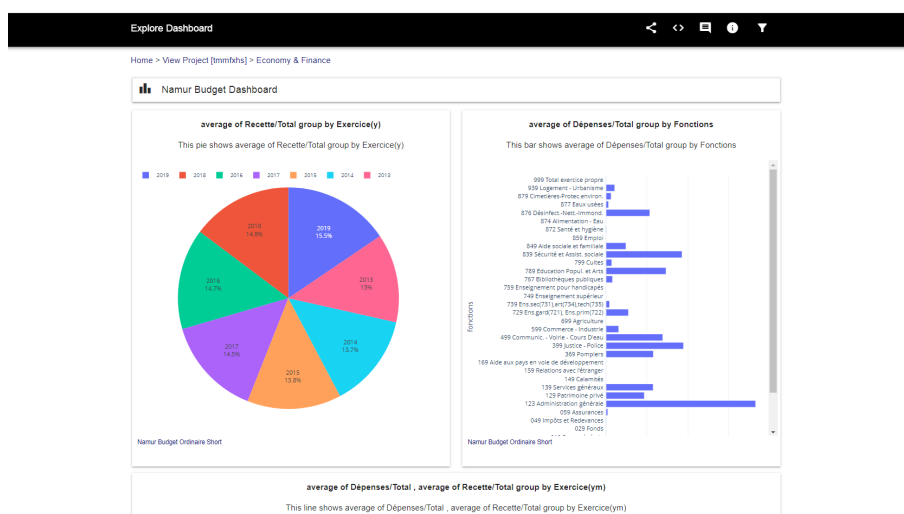 Explore Dashboard
Home > View Project [tmmfxhs] > Economy & Finance
Namur Budget Dashboard
average of Recette/Total group by Exercice(y)
This pie shows average of Recette/Total group by Exercice(y)
2019 2018 2016 2017 2015 2014 2013
2019
15.5%
2013
13%
2014
13.7%
2015
13.8%
2017
14.5%
2016
14.7%
2018
14.8%
Namur Budget Ordinaire Short
average of Dépenses/Total group by Fonctions
This bar shows average of Dépenses/Total group by Fonctions
fonctions
999 Total exercice propre
939 Logement - Urbanisme
879 Cimetières-Protec environ.
877 Eaux usées
876 Désinfect.-Nett.-Immond.
874 Alimentation - Eau
872 Santé et hygiène
859 Emploi
849 Aide sociale et familiale
839 Sécurité et Assist. sociale
799 Cultes
789 Education Popul. et Arts
767 Bibliothèques publiques
759 Enseignement pour handicapés
749 Enseignement supérieur
739 Ens.sec(731),art(734),tech(735)
729 Ens.gard(721), Ens.prim(722)
699 Agriculture
599 Commerce - Industrie
499 Communic. - Voirie - Cours D'eau
399 Justice - Police
369 Pompiers
169 Aide aux pays en voie de développement
159 Relations avec l'étranger
149 Calamités
139 Services généraux
129 Patrimoine privé
123 Administration générale
059 Assurances
049 Impôts et Redevances
029 Fonds
Namur Budget Ordinaire Short
average of Dépenses/Total , average of Recette/Total group by Exercice(ym)
This line shows average of Dépenses/Total , average of Recette/Total group by Exercice(ym)